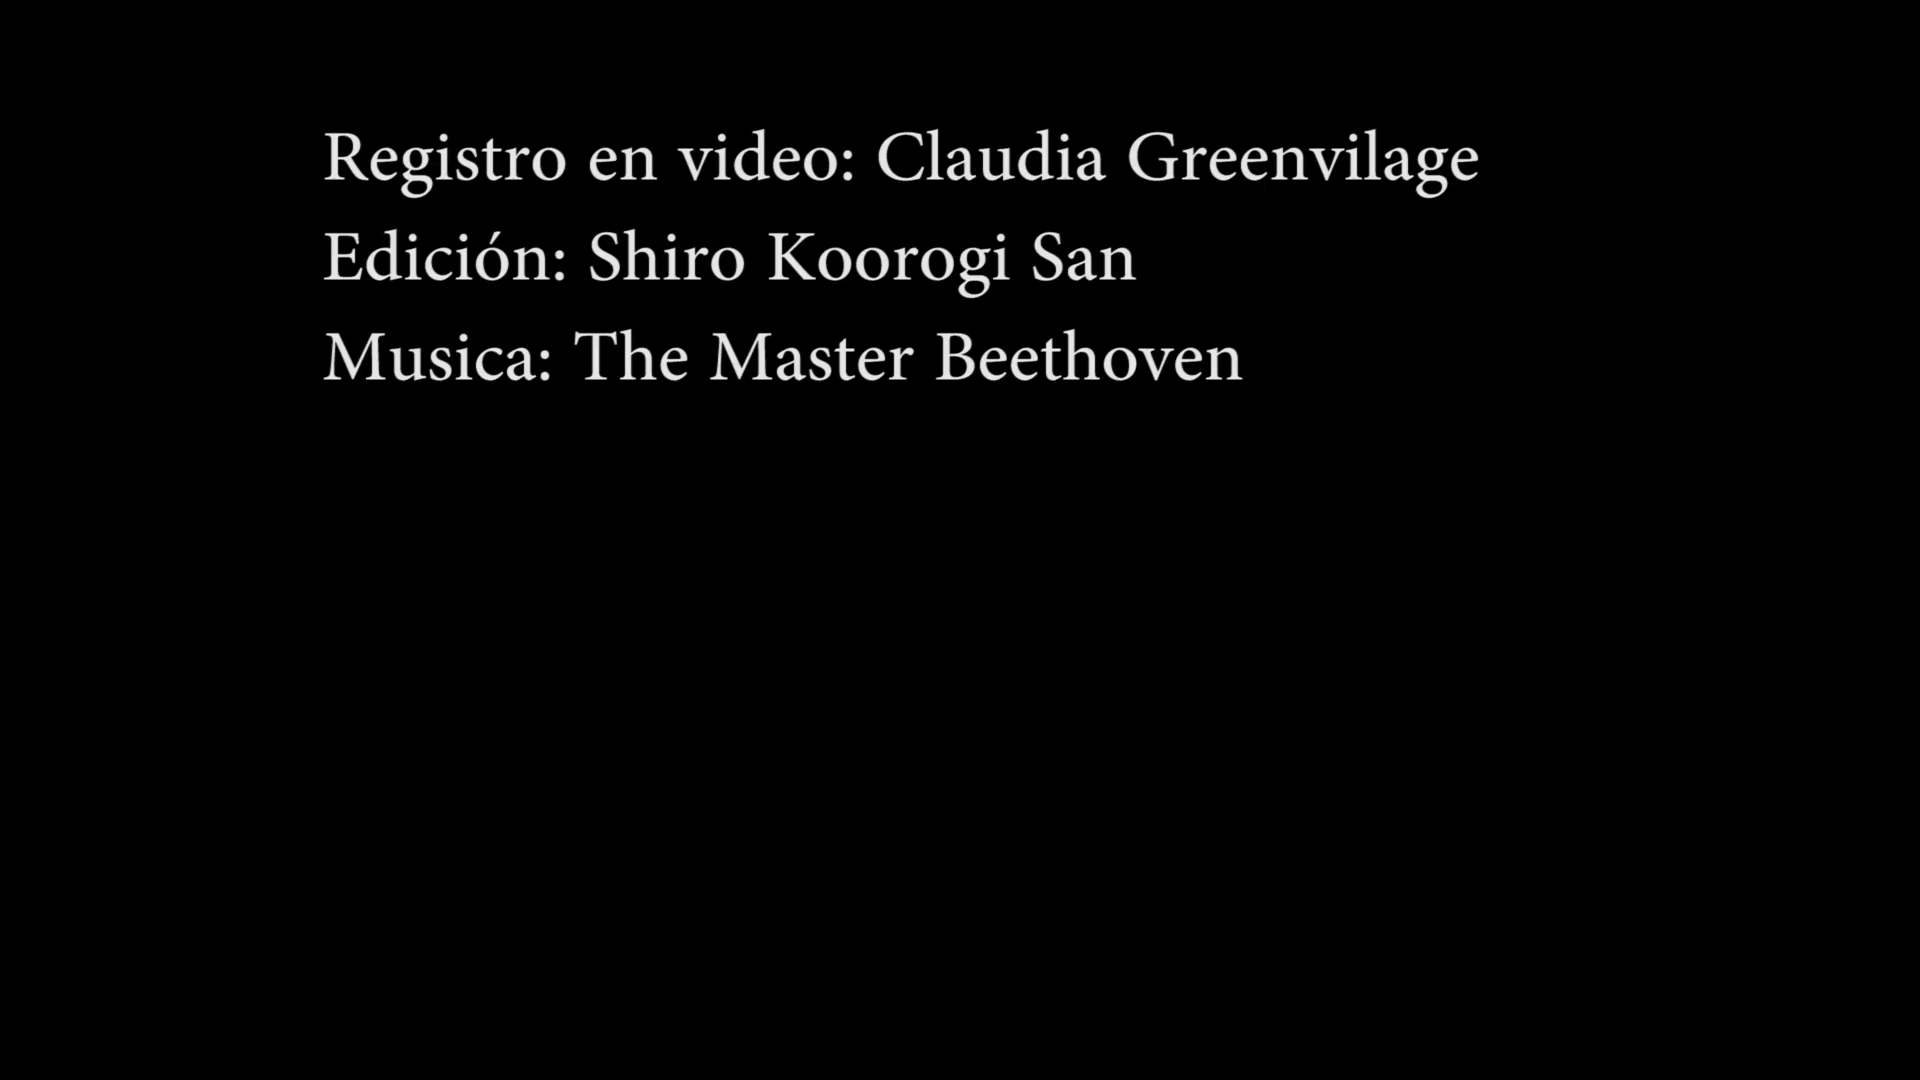 Registro en video: Claudia Greenvilage
Edición: Shiro Koorogi San
Musica: The Master Beethoven